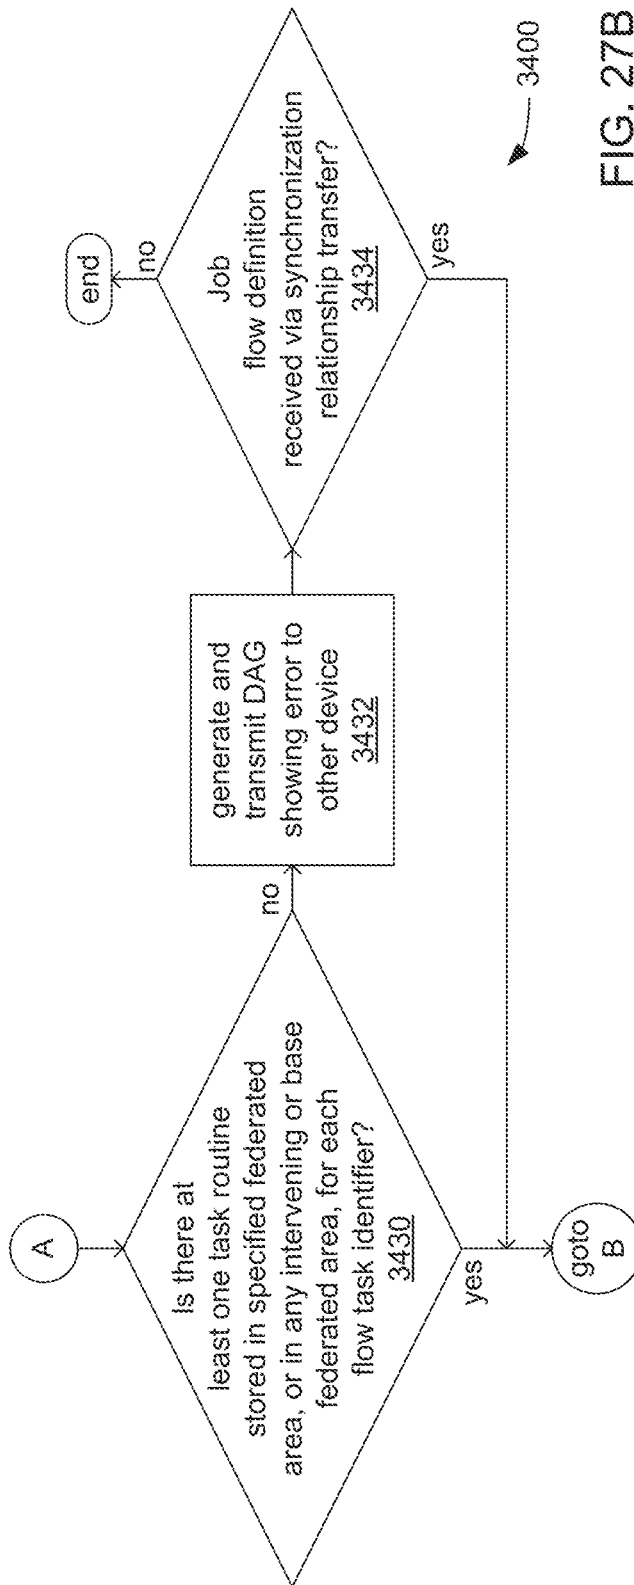 A
Is there at
least one task routine
stored in specified federated
area, or in any intervening or base
federated area, for each
flow task identifier?
3430
no
yes
generate and
transmit DAG
showing error to
other device
3432
Job
flow definition
received via synchronization
relationship transfer?
3434
no
end
yes
goto
B
3400
FIG. 27B